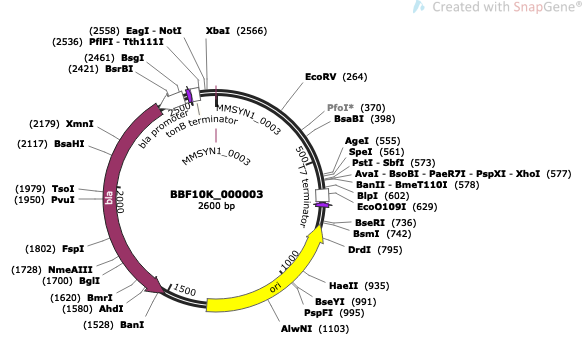 Created with SnapGene®
(2558) EagI - NotI
XbaI (2566)
(2536) PflFI - Tth111I
(2461) BsgI
(2421) BsrBI
EcoRV (264)
PfoI* (370)
BsaBI (398)
(2179) XmnI
(2117) BsaHI
AgeI (555)
SpeI (561)
PstI - SbfI (573)
AvaI - BsoBI - PaeR7I - PspXI - XhoI (577)
BanII - BmeT110I (578)
BlpI (602)
EcoO109I (629)
(1979) TsoI
(1950) PvuI
BseRI (736)
BsmI (742)
DrdI (795)
(1802) FspI
(1728) NmeAIII
(1700) BglI
(1620) BmrI
(1580) AhdI
(1528) BanI
HaeII (935)
BseYI (991)
PspFI (995)
AlwNI (1103)
2500
bla promoter
tonB terminator
MMSYN1_0003
MMSYN1_0003
500
T7 terminator
BBF10K_000003
2600 bp
bla
2000
1500
1000
ori